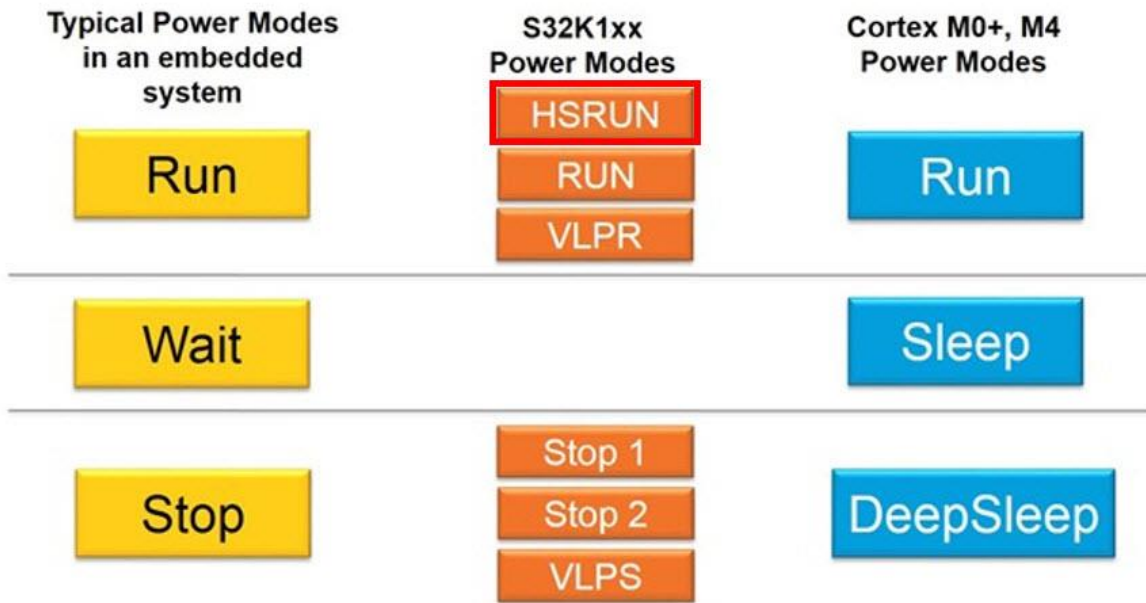 Typical Power Modes
in an embedded
system
S32K1xx
Power Modes
Cortex M0+, M4
Power Modes
Run
HSRUN
RUN
VLPR
Run
Wait
Sleep
Stop
Stop 1
Stop 2
VLPS
DeepSleep